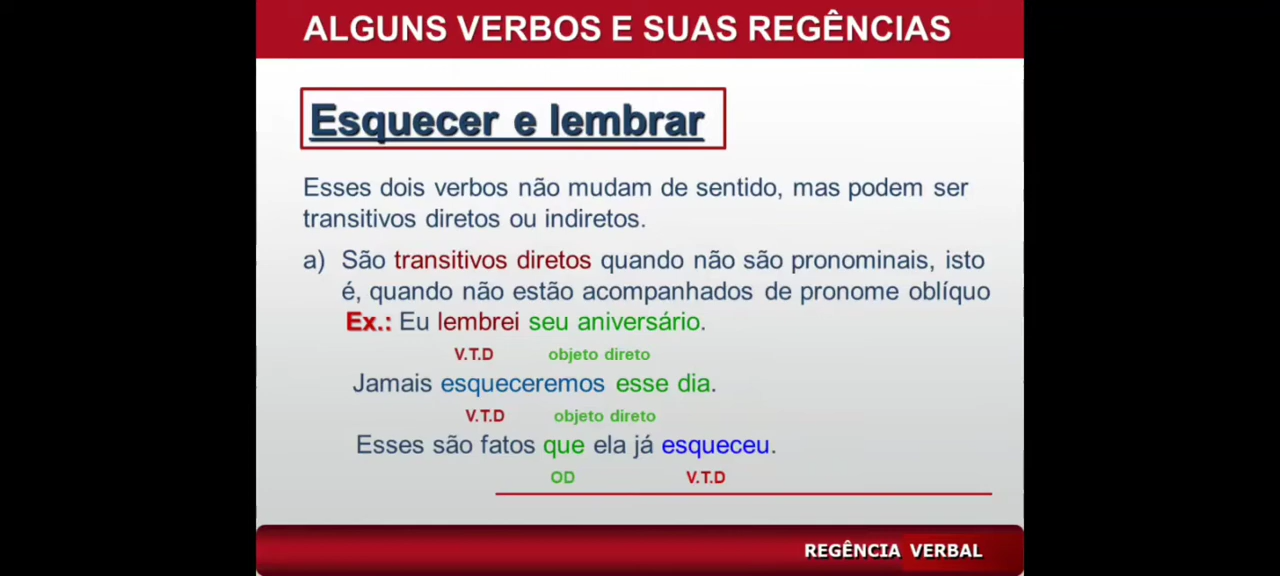 ALGUNS VERBOS E SUAS REGÊNCIAS
Esquecer e lembrar
Esses dois verbos não mudam de sentido, mas podem ser
transitivos diretos ou indiretos.
a) São transitivos diretos quando não são pronominais, isto
é, quando não estão acompanhados de pronome oblíquo
Ex.: Eu lembrei seu aniversário.
V.T.D objeto direto
Jamais esqueceremos esse dia.
V.T.D objeto direto
Esses são fatos que ela já esqueceu.
OD V.T.D
REGÊNCIA VERBAL